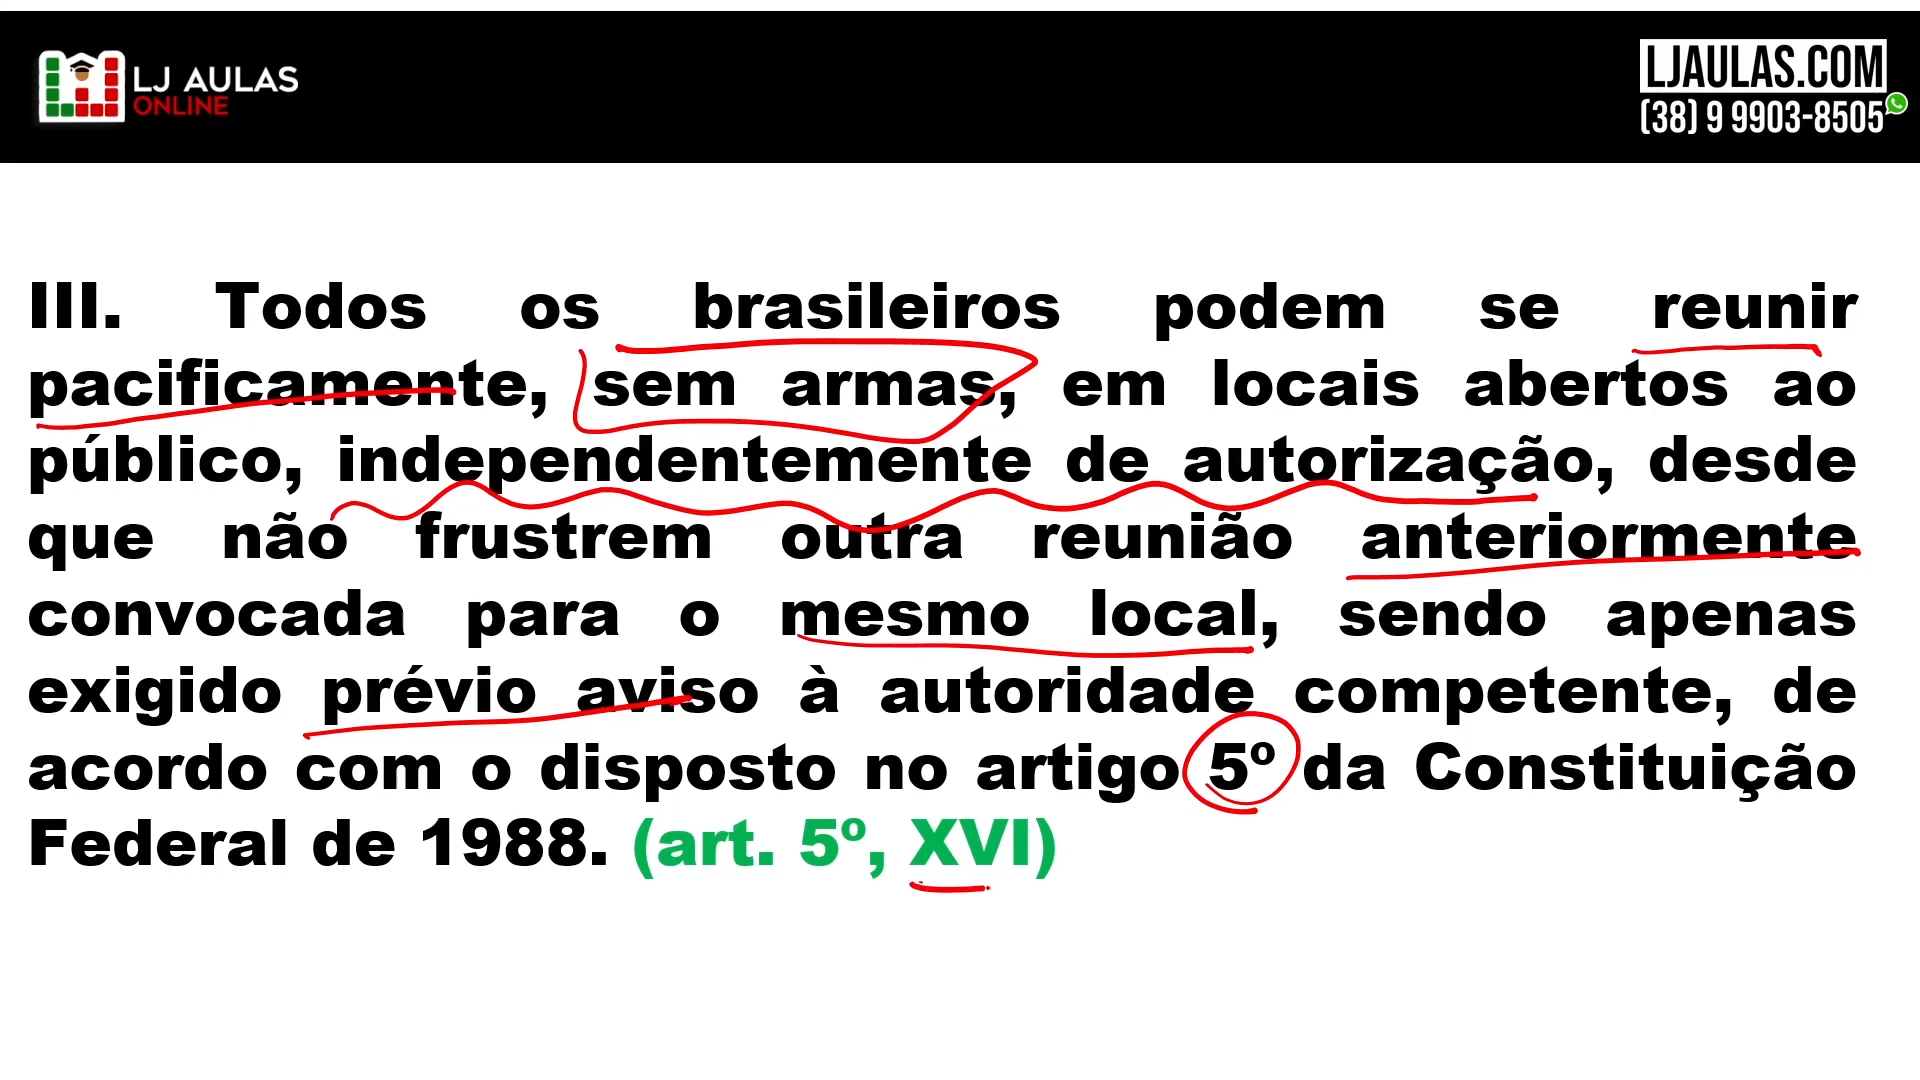 LJ AULAS
ONLINE
LJAULAS.COM
(38) 9 9903-8505
III. Todos os brasileiros podem se reunir
pacificamente, sem armas, em locais abertos ao
público, independentemente de autorização, desde
que não frustrem outra reunião anteriormente
convocada para o mesmo local, sendo apenas
exigido prévio aviso à autoridade competente, de
acordo com o disposto no artigo 5º da Constituição
Federal de 1988. (art. 5º, XVI)